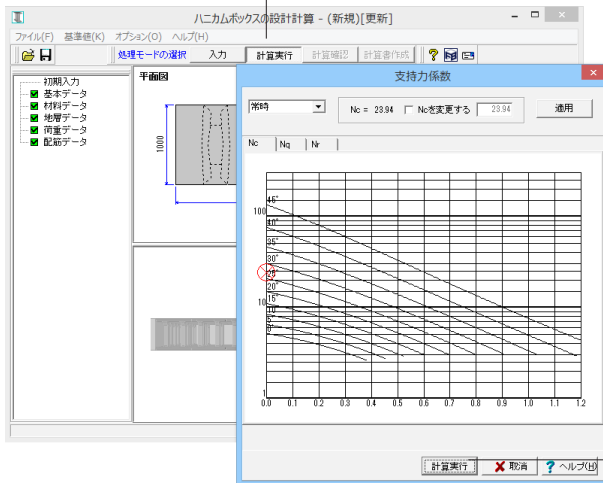 ハニカムボックスの設計計算 - (新規)[更新]
ファイル(F) 基準値(K) オプション(O) ヘルプ(H)
処理モードの選択 入力 計算実行 計算確認 計算書作成
初期入力
基本データ
材料データ
地層データ
荷重データ
配筋データ
平面図
1000
支持力係数
常時
Nc = 23.94 Ncを変更する 23.94 適用
Nc Nq Nr
45°
100
40°
35°
30°
25°
20°
15°
10
10°
5°
0°
1
0.0 0.1 0.2 0.3 0.4 0.5 0.6 0.7 0.8 0.9 1.0 1.1 1.2
計算実行 取消 ヘルプ(H)